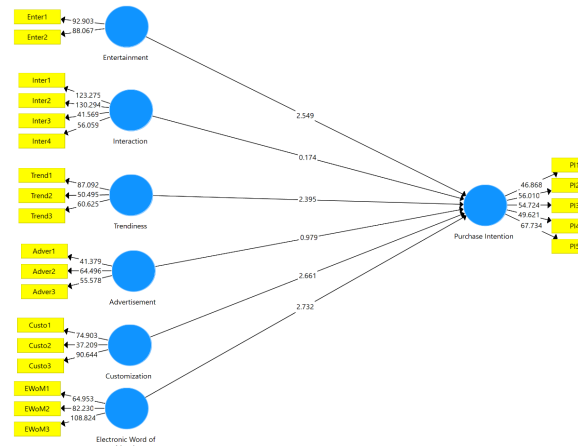 Enter1
92.903
Enter2
88.067
Entertainment
Inter1
123.275
Inter2
130.294
Inter3
41.569
Inter4
56.059
Interaction
Trend1
87.092
Trend2
50.495
Trend3
60.625
Trendiness
Adver1
41.379
Adver2
64.496
Adver3
55.578
Advertisement
Custo1
74.903
Custo2
37.209
Custo3
90.644
Customization
EWoM1
64.953
EWoM2
82.230
EWoM3
108.824
Electronic Word of
2.549
0.174
2.395
0.979
2.661
2.732
Purchase Intention
46.868
PI1
56.010
PI2
54.724
PI3
49.621
PI4
67.734
PI5